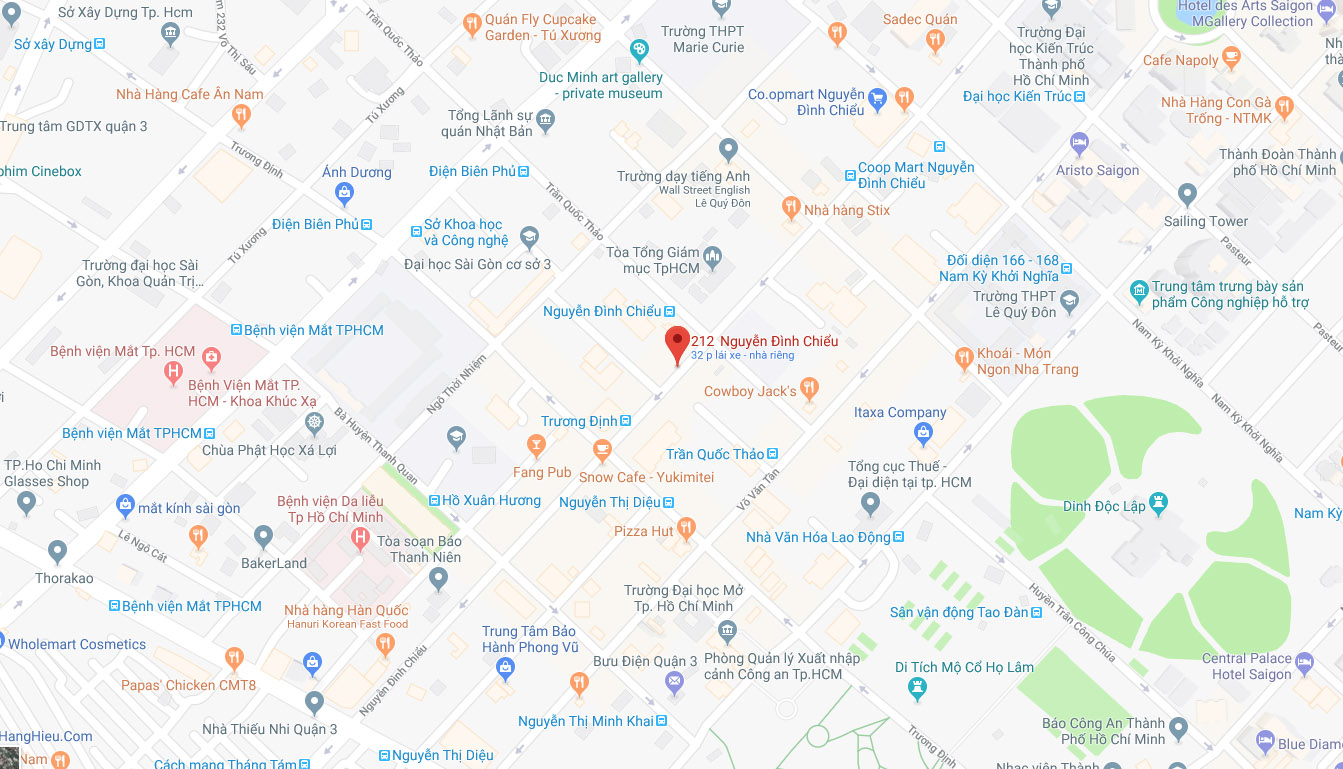 Sở Xây Dựng Tp. Hcm
Sở xây Dựng
m 232 Võ Thị Sáu
Trần Quốc Thảo
Quán Fly Cupcake
Garden - Tú Xương
Trường THPT
Marie Curie
Sadec Quán
Trường Đại
học Kiến Trúc
Thành phố
Hồ Chí Minh
Hotel des Arts Saigon
MGallery Collection
Cafe Napoly
Duc Minh art gallery
- private museum
Co.opmart Nguyễn
Đình Chiểu
Đại học Kiến Trúc
Nhà Hàng Con Gà
Trống - NTMK
Nhà Hàng Cafe Ân Nam
Tú Xương
Tổng Lãnh sự
quán Nhật Bản
Trung tâm GDTX quận 3
Trương Định
phim Cinebox
Ánh Dương
Điện Biên Phủ
Trường dạy tiếng Anh
Wall Street English
Lê Quý Đôn
Coop Mart Nguyễn
Đình Chiểu
Aristo Saigon
Thành Đoàn Thành
phố Hồ Chí Minh
Điện Biên Phủ
Sở Khoa học
và Công nghệ
Trần Quốc Thảo
Nhà hàng Stix
Sailing Tower
Tú Xương
Đại học Sài Gòn cơ sở 3
Tòa Tổng Giám
mục TpHCM
Pasteur
Trường đại học Sài
Gòn, Khoa Quản Trị...
Đối diện 166 - 168
Nam Kỳ Khởi Nghĩa
Trường THPT
Lê Quý Đôn
Trung tâm trưng bày sản
phẩm Công nghiệp hỗ trợ
Nguyễn Đình Chiểu
Bệnh viện Mắt TPHCM
212 Nguyễn Đình Chiểu
32 p lái xe - nhà riêng
Bệnh viện Mắt Tp. HCM
Bệnh Viện Mắt TP.
HCM - Khoa Khúc Xạ
Ngô Thời Nhiệm
Khoái - Món
Ngon Nha Trang
Nam Kỳ Khởi Nghĩa
Cowboy Jack's
Nam Kỳ Khởi Nghĩa
Bà Huyện Thanh Quan
Trương Định
Itaxa Company
Bệnh viện Mắt TPHCM
Chùa Phật Học Xá Lợi
Fang Pub
Snow Cafe - Yukimitei
Trần Quốc Thảo
Võ Văn Tần
Tổng cục Thuế -
Đại diện tại tp. HCM
TP.Ho Chi Minh
Glasses Shop
mắt kính sài gòn
Bệnh viện Da liễu
Tp Hồ Chí Minh
Hồ Xuân Hương
Nguyễn Thị Diệu
Dinh Độc Lập
Nam Kỳ
Pizza Hut
Nhà Văn Hóa Lao Động
Lê Ngô Cát
BakerLand
Tòa soạn Báo
Thanh Niên
Thorakao
Trường Đại học Mở
Tp. Hồ Chí Minh
Huyền Trân Công Chúa
Bệnh viện Mắt TPHCM
Nhà hàng Hàn Quốc
Hanuri Korean Fast Food
Sân vận động Tao Đàn
Wholemart Cosmetics
Trung Tâm Bảo
Hành Phong Vũ
Bưu Điện Quận 3
Phòng Quản lý Xuất nhập
cảnh Công an Tp.HCM
Di Tích Mộ Cổ Họ Lâm
Central Palace
Hotel Saigon
Papas' Chicken CMT8
Nguyễn Đình Chiểu
Nhà Thiếu Nhi Quận 3
Nguyễn Thị Minh Khai
Trương Định
Báo Công An Thành
Phố Hồ Chí Minh
HangHieu.Com
Nguyễn Thị Diệu
Blue Diamo
Nam
Cách mạng Tháng Tám
Nhạc viện Thành